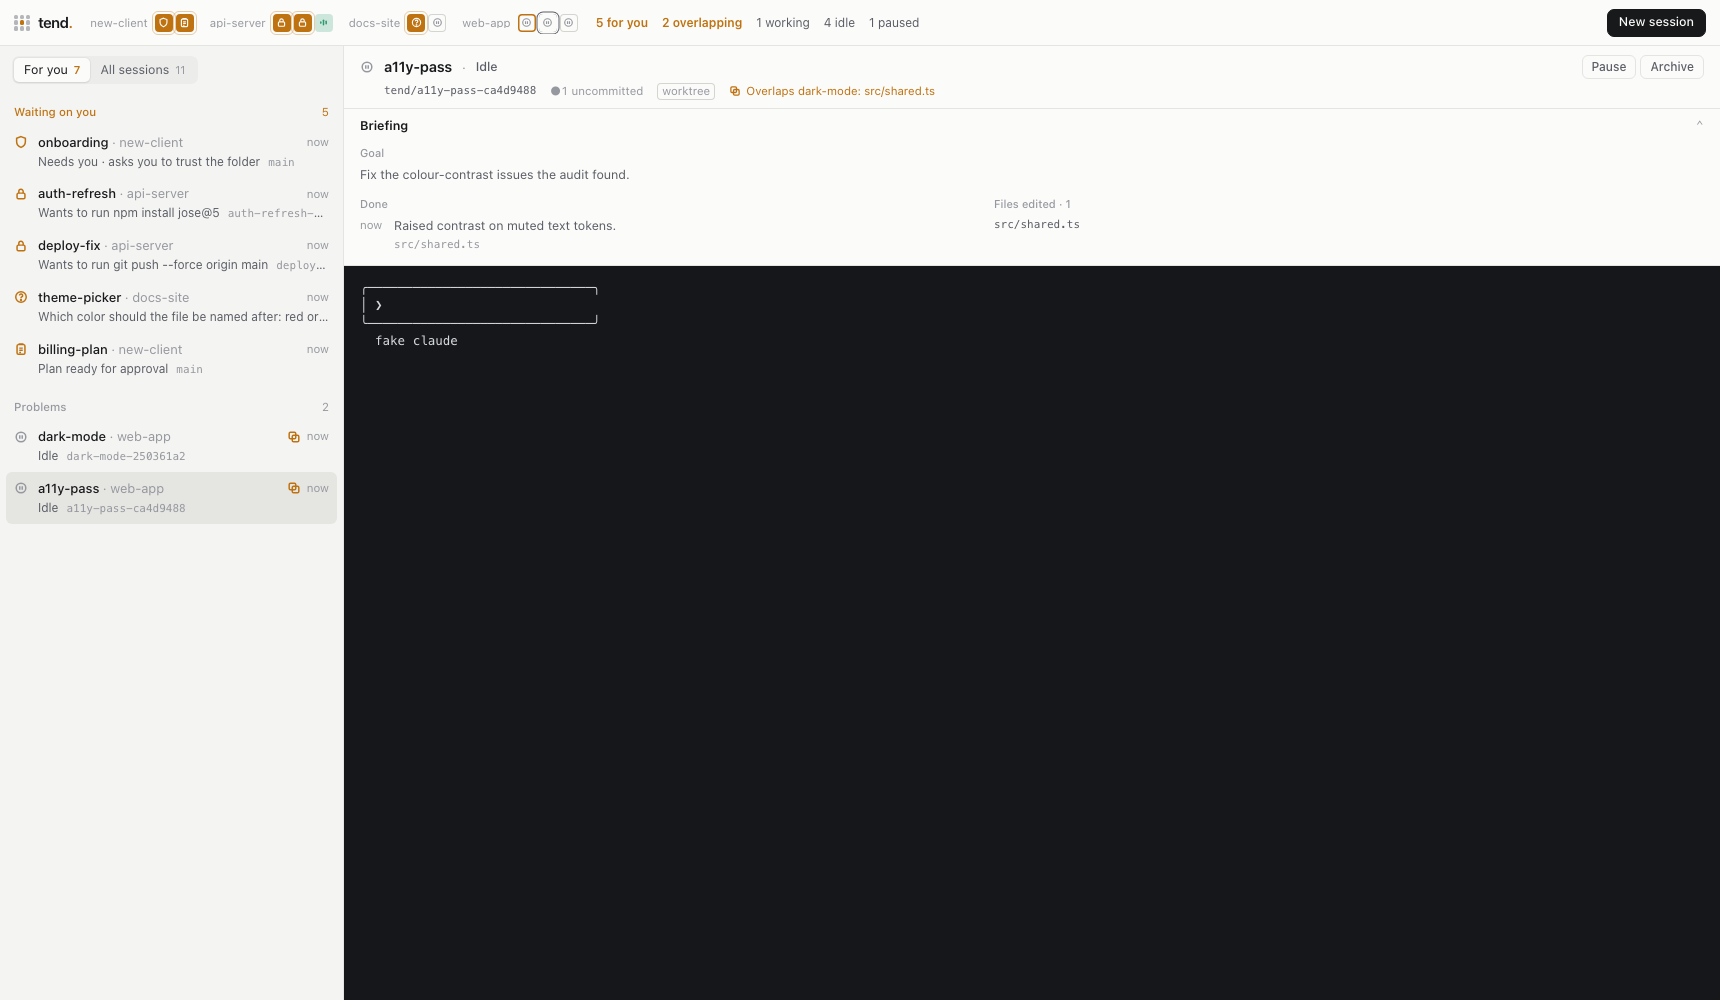 tend. new-client api-server docs-site web-app 5 for you 2 overlapping 1 working 4 idle 1 paused New session
For you 7 All sessions 11
Waiting on you 5
onboarding · new-client now
Needs you · asks you to trust the folder main
auth-refresh · api-server now
Wants to run npm install jose@5 auth-refresh-…
deploy-fix · api-server now
Wants to run git push --force origin main deploy…
theme-picker · docs-site now
Which color should the file be named after: red or…
billing-plan · new-client now
Plan ready for approval main
Problems 2
dark-mode · web-app now
Idle dark-mode-250361a2
a11y-pass · web-app now
Idle a11y-pass-ca4d9488
a11y-pass · Idle Pause Archive
tend/a11y-pass-ca4d9488 1 uncommitted worktree Overlaps dark-mode: src/shared.ts
Briefing
Goal
Fix the colour-contrast issues the audit found.
Done
now Raised contrast on muted text tokens.
src/shared.ts
Files edited · 1
src/shared.ts
❯
fake claude